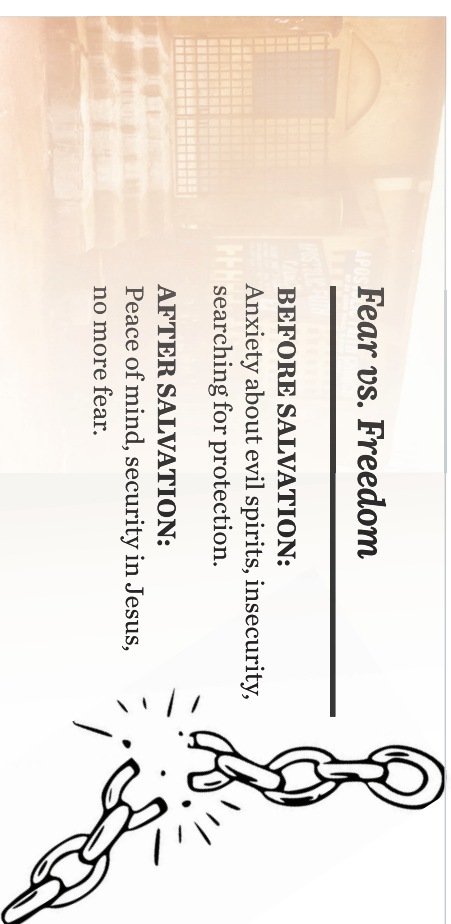 Fear vs. Freedom
BEFORE SALVATION:
Anxiety about evil spirits, insecurity,
searching for protection.
AFTER SALVATION:
Peace of mind, security in Jesus,
no more fear.